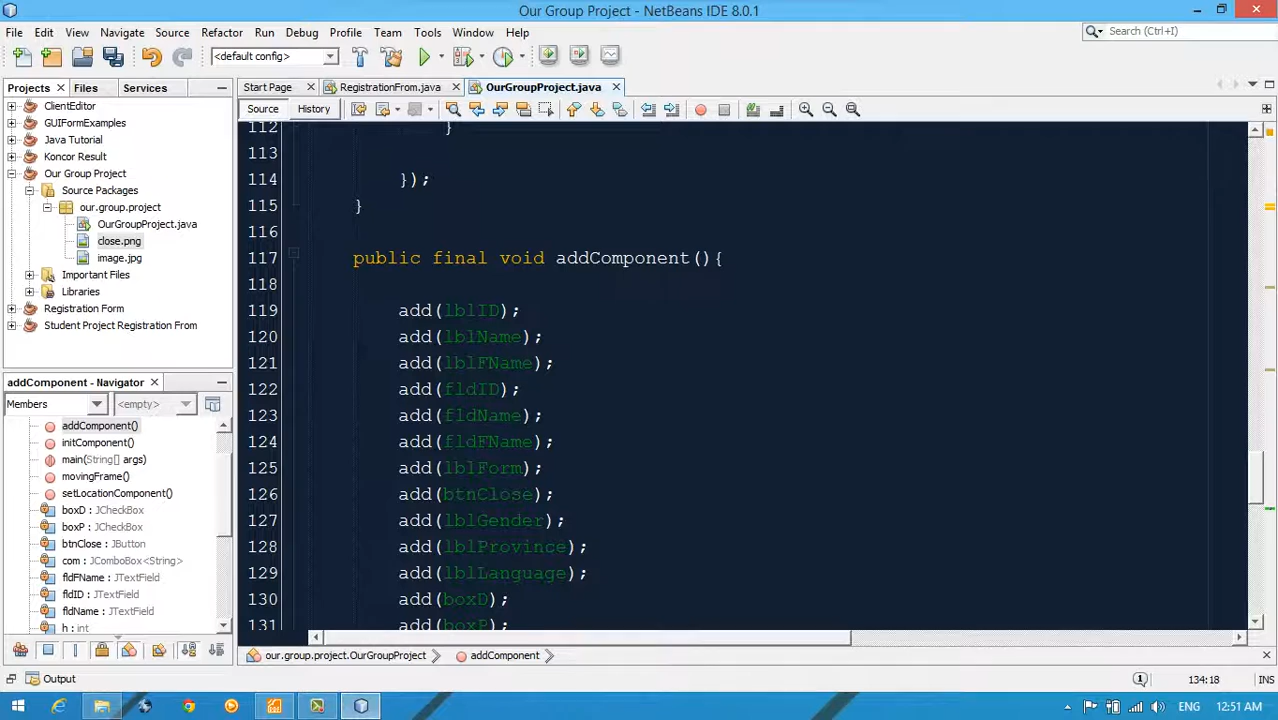 Our Group Project - NetBeans IDE 8.0.1
File Edit View Navigate Source Refactor Run Debug Profile Team Tools Window Help
Search (Ctrl+I)
<default config>
Projects Files Services
Start Page RegistrationFrom.java OurGroupProject.java
Source History
ClientEditor
GUIFormExamples
Java Tutorial
Koncor Result
Our Group Project
Source Packages
our.group.project
OurGroupProject.java
close.png
image.jpg
Important Files
Libraries
Registration Form
Student Project Registration From
addComponent - Navigator
Members <empty>
addComponent()
initComponent()
main(String[] args)
movingFrame()
setLocationComponent()
boxD : JCheckBox
boxP : JCheckBox
btnClose : JButton
com : JComboBox<String>
fldFName : JTextField
fldID : JTextField
fldName : JTextField
h : int
112 }
113
114 });
115 }
116
117 public final void addComponent(){
118
119 add(lblID);
120 add(lblName);
121 add(lblFName);
122 add(fldID);
123 add(fldName);
124 add(fldFName);
125 add(lblForm);
126 add(btnClose);
127 add(lblGender);
128 add(lblProvince);
129 add(lblLanguage);
130 add(boxD);
131 add(boxP);
our.group.project.OurGroupProject addComponent
Output
1 134:18 INS
ENG 12:51 AM